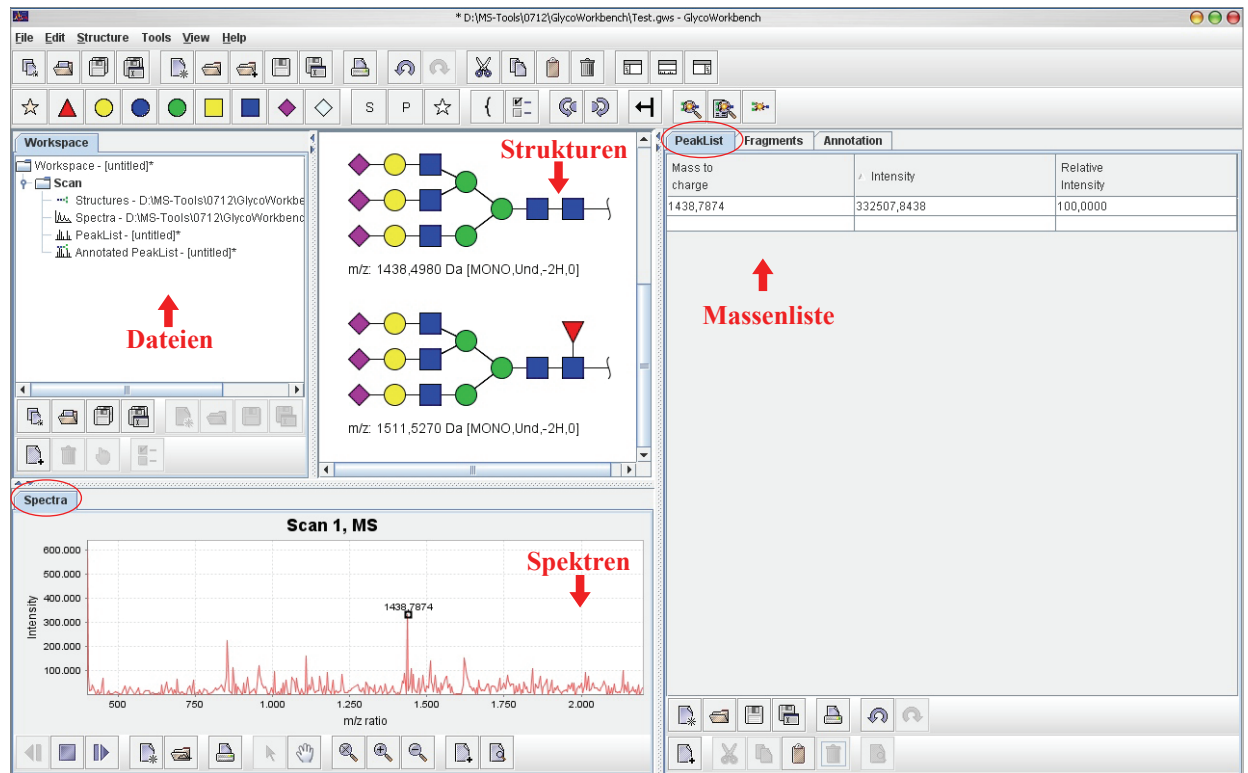 * D:\MS-Tools\0712\GlycoWorkbench\Test.gws - GlycoWorkbench
File Edit Structure Tools View Help
S P {
Workspace
Workspace - [untitled]*
Scan
Structures - D:\MS-Tools\0712\GlycoWorkbe
Spectra - D:\MS-Tools\0712\GlycoWorkbenc
PeakList - [untitled]*
Annotated PeakList - [untitled]*
Dateien
Strukturen
m/z: 1438,4980 Da [MONO,Und,-2H,0]
m/z: 1511,5270 Da [MONO,Und,-2H,0]
PeakList Fragments Annotation
Mass to
charge
Intensity
Relative
Intensity
1438,7874 332507,8438 100,0000
Massenliste
Spectra
Scan 1, MS
Spektren
Intensity
600.000
500.000
400.000
300.000
200.000
100.000
1438,7874
500 750 1.000 1.250 1.500 1.750 2.000
m/z ratio